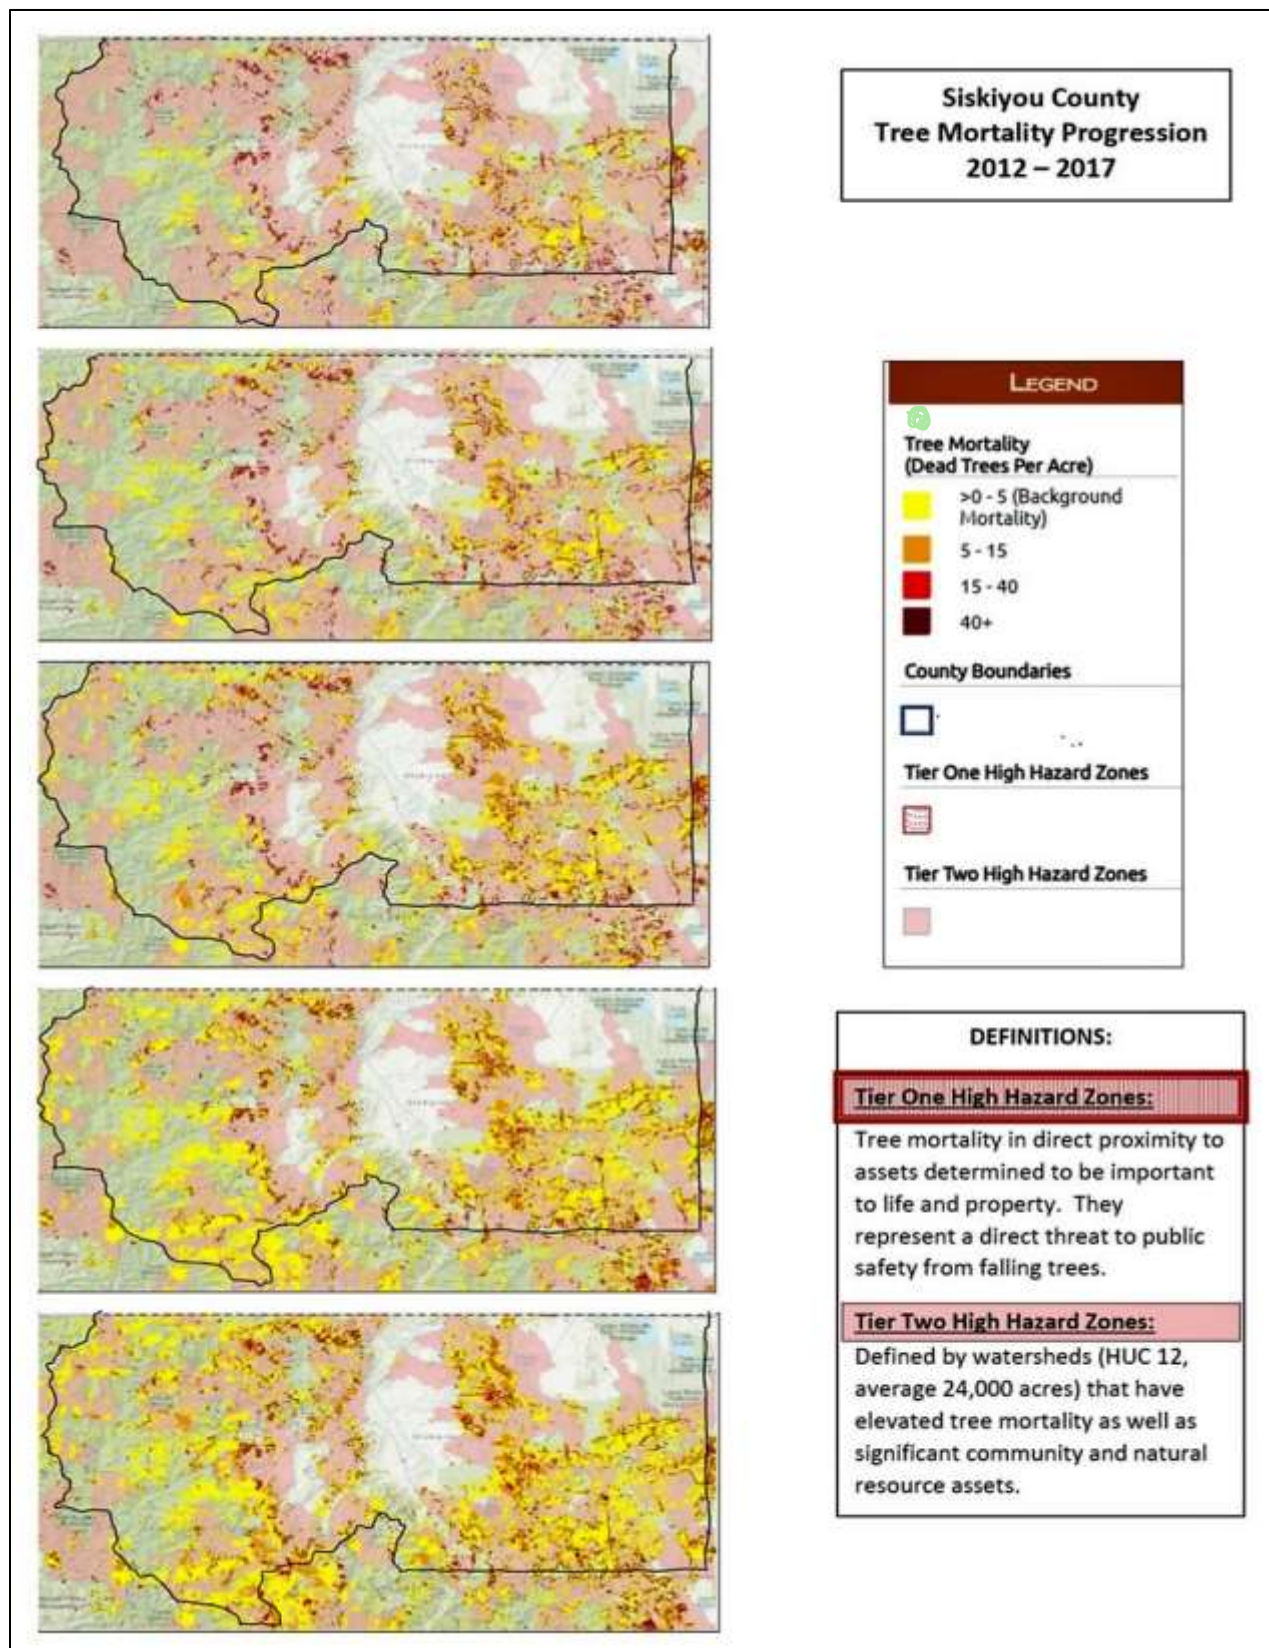 Siskiyou County
Tree Mortality Progression
2012 – 2017
LEGEND
Tree Mortality
(Dead Trees Per Acre)
>0 - 5 (Background
Mortality)
5 - 15
15 - 40
40+
County Boundaries
Tier One High Hazard Zones
Tier Two High Hazard Zones
DEFINITIONS:
Tier One High Hazard Zones:
Tree mortality in direct proximity to
assets determined to be important
to life and property. They
represent a direct threat to public
safety from falling trees.
Tier Two High Hazard Zones:
Defined by watersheds (HUC 12,
average 24,000 acres) that have
elevated tree mortality as well as
significant community and natural
resource assets.